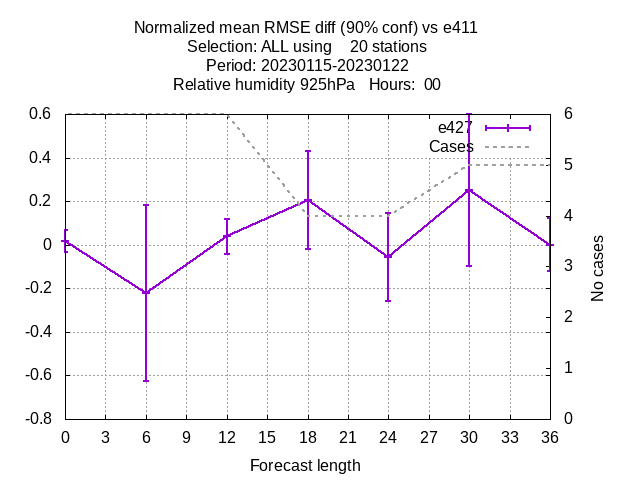 Normalized mean RMSE diff (90% conf) vs e411
Selection: ALL using    20 stations
Period: 20230115-20230122
Relative humidity 925hPa   Hours:  00
e427
Cases
0.6
0.4
0.2
0
-0.2
-0.4
-0.6
-0.8
6
5
4
3
2
1
0
No cases
0 3 6 9 12 15 18 21 24 27 30 33 36
Forecast length